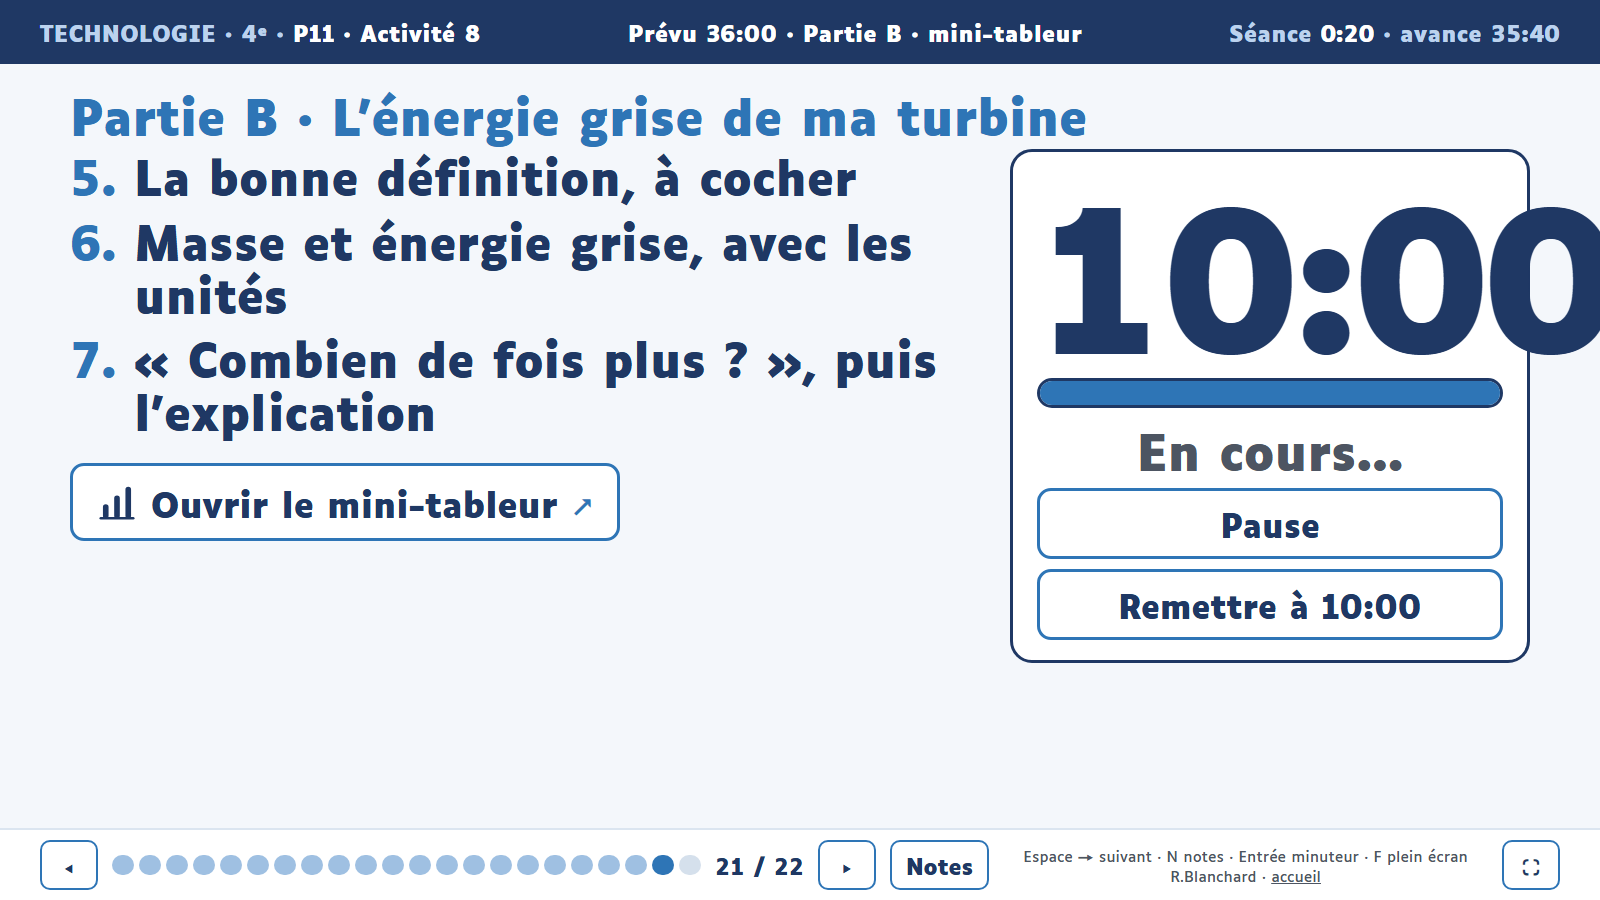 TECHNOLOGIE · 4e · P11 · Activité 8
Prévu 36:00 · Partie B · mini-tableur
Séance 0:20 · avance 35:40
Partie B · L’énergie grise de ma turbine
5. La bonne définition, à cocher
6. Masse et énergie grise, avec les
unités
7. « Combien de fois plus ? », puis
l’explication
Ouvrir le mini-tableur ↗
10:00
En cours…
Pause
Remettre à 10:00
21 / 22
Notes
Espace → suivant · N notes · Entrée minuteur · F plein écran
R.Blanchard · accueil